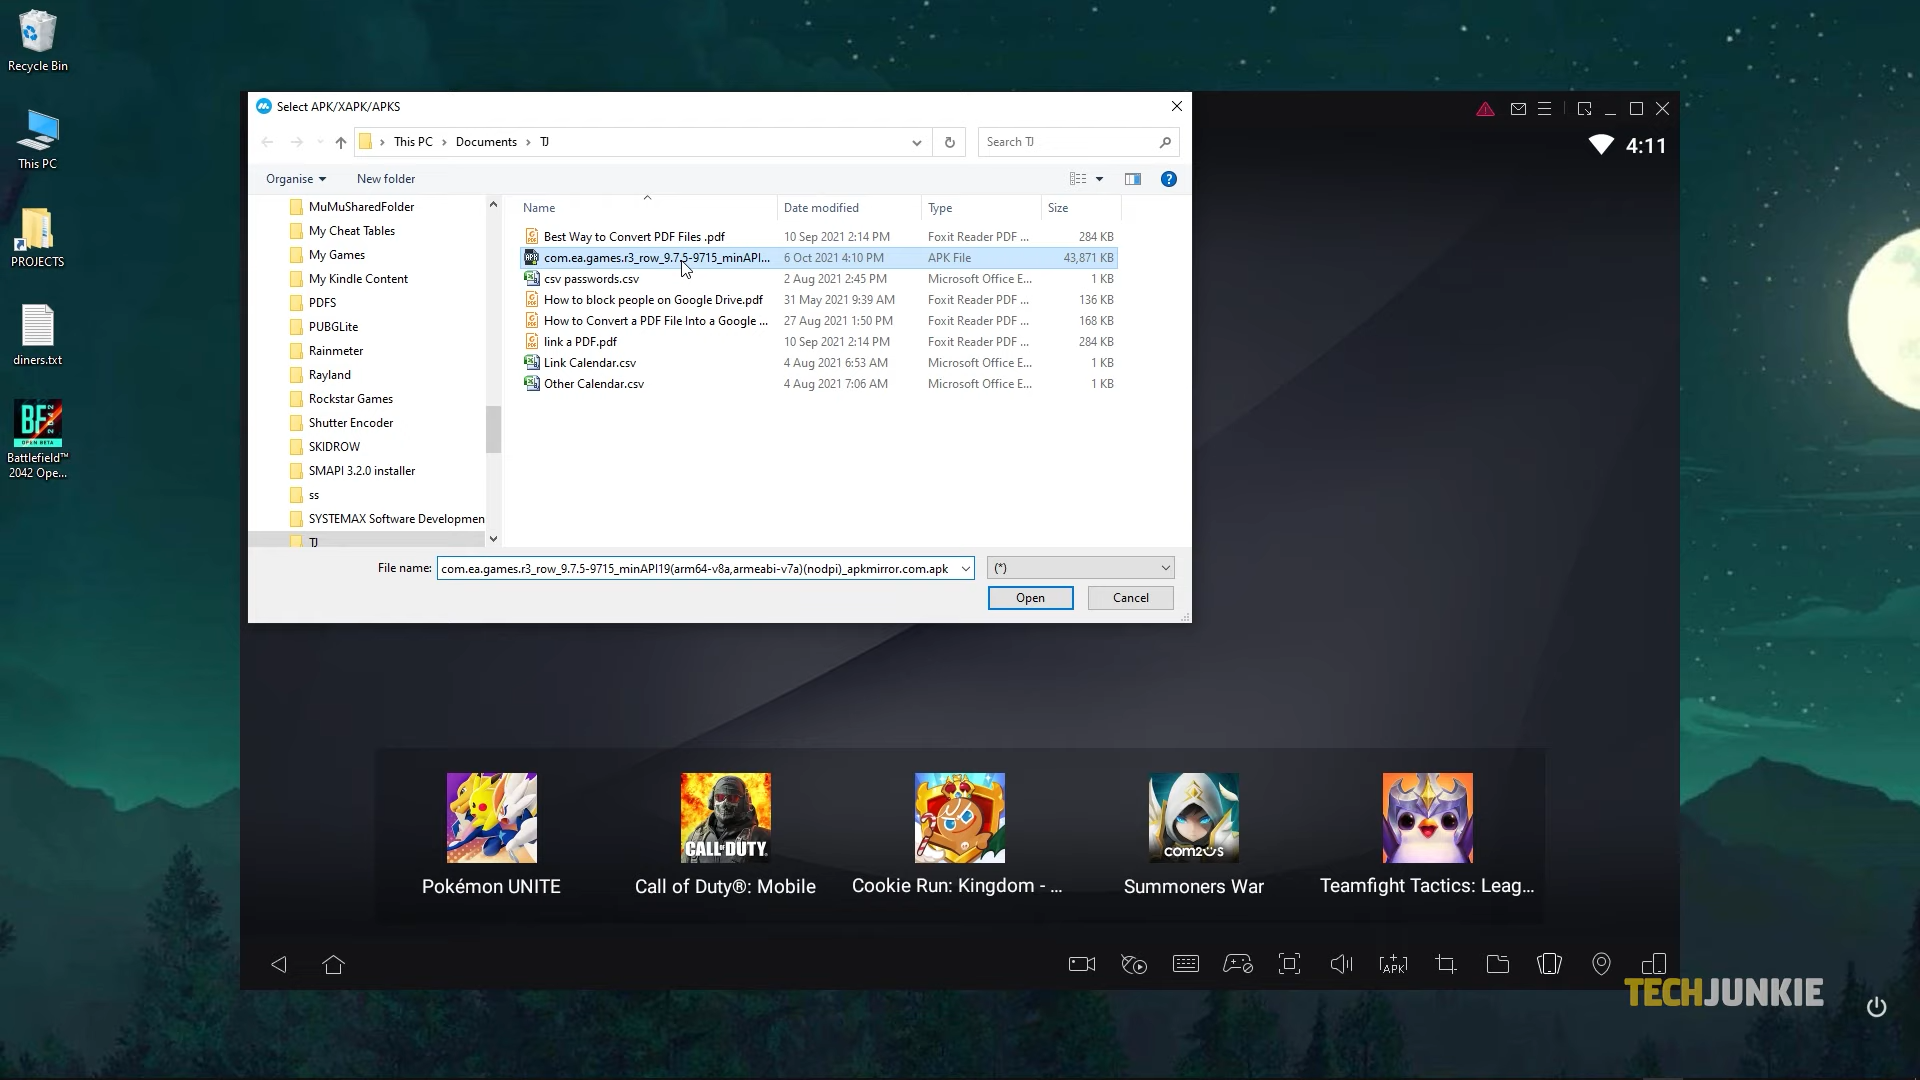 Recycle Bin
This PC
PROJECTS
diners.txt
BF
2042
OPEN BETA
Battlefield™
2042 Ope...
Select APK/XAPK/APKS
This PC > Documents > TJ
Search TJ
Organise
New folder
?
MuMuSharedFolder
My Cheat Tables
My Games
My Kindle Content
PDFS
PUBGLite
Rainmeter
Rayland
Rockstar Games
Shutter Encoder
SKIDROW
SMAPI 3.2.0 installer
ss
SYSTEMAX Software Developmen
TJ
Name Date modified Type Size
Best Way to Convert PDF Files .pdf 10 Sep 2021 2:14 PM Foxit Reader PDF ... 284 KB
com.ea.games.r3_row_9.7.5-9715_minAPI... 6 Oct 2021 4:10 PM APK File 43,871 KB
csv passwords.csv 2 Aug 2021 2:45 PM Microsoft Office E... 1 KB
How to block people on Google Drive.pdf 31 May 2021 9:39 AM Foxit Reader PDF ... 136 KB
How to Convert a PDF File Into a Google ... 27 Aug 2021 1:50 PM Foxit Reader PDF ... 168 KB
link a PDF.pdf 10 Sep 2021 2:14 PM Foxit Reader PDF ... 284 KB
Link Calendar.csv 4 Aug 2021 6:53 AM Microsoft Office E... 1 KB
Other Calendar.csv 4 Aug 2021 7:06 AM Microsoft Office E... 1 KB
File name: com.ea.games.r3_row_9.7.5-9715_minAPI19(arm64-v8a,armeabi-v7a)(nodpi)_apkmirror.com.apk
(*)
Open
Cancel
4:11
CALL OF DUTY
com2us
Pokémon UNITE
Call of Duty®: Mobile
Cookie Run: Kingdom - ...
Summoners War
Teamfight Tactics: Leag...
APK
TECHJUNKIE